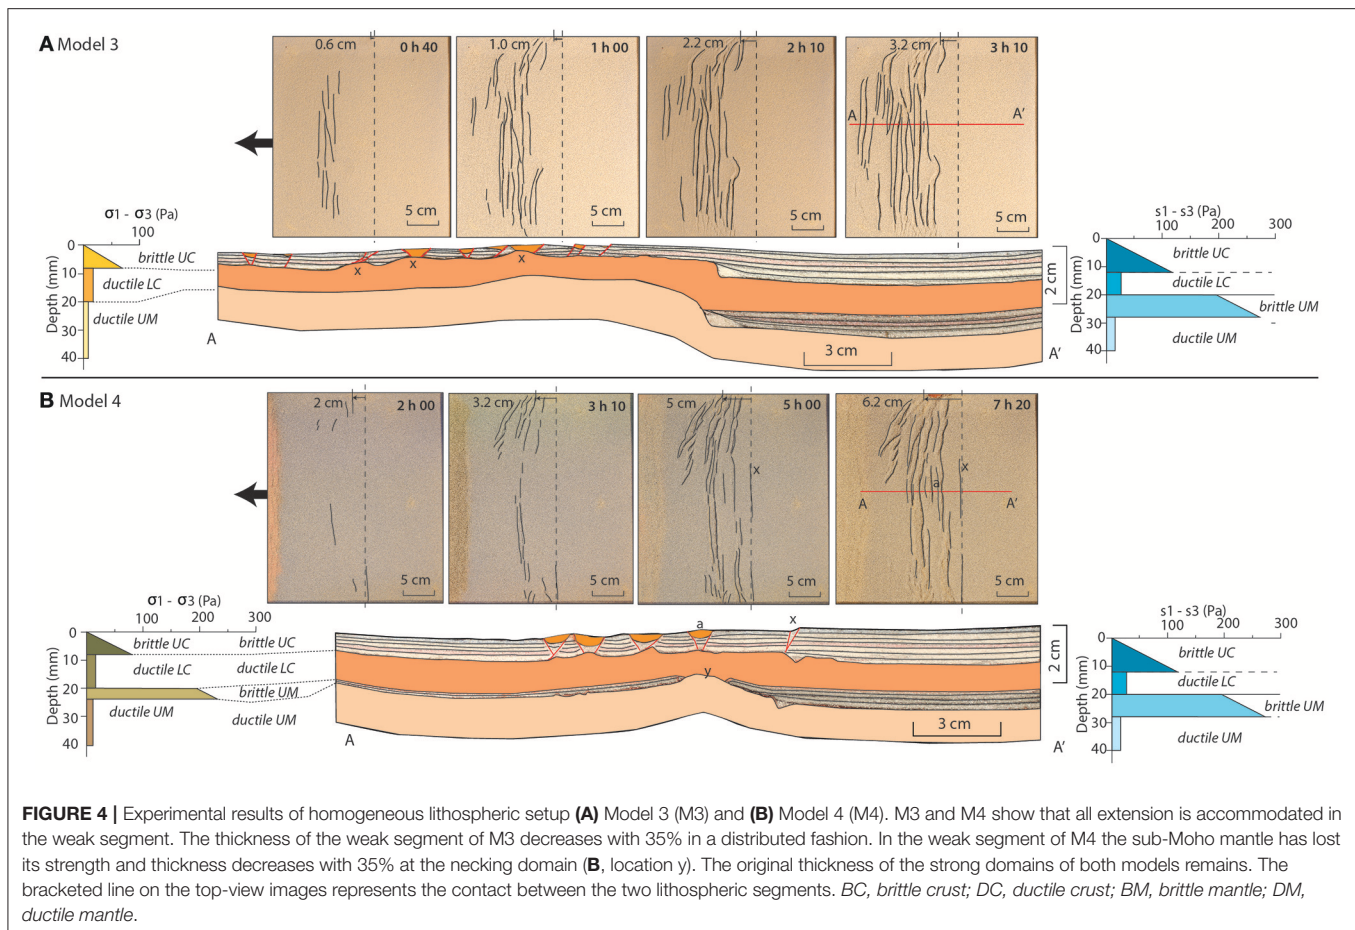 A Model 3
0.6 cm
0 h 40
1.0 cm
1 h 00
2.2 cm
2 h 10
3.2 cm
3 h 10
A
A'
5 cm
5 cm
5 cm
5 cm
σ1 - σ3 (Pa)
100
0
10
20
30
40
Depth (mm)
brittle UC
ductile LC
ductile UM
x
x
x
A
A'
3 cm
2 cm
s1 - s3 (Pa)
100
200
300
0
10
20
30
40
Depth (mm)
brittle UC
ductile LC
brittle UM
ductile UM
B Model 4
2 cm
2 h 00
3.2 cm
3 h 10
5 cm
5 h 00
6.2 cm
7 h 20
x
x
a
A
A'
5 cm
5 cm
5 cm
5 cm
σ1 - σ3 (Pa)
100
200
300
0
10
20
30
40
Depth (mm)
brittle UC
brittle UC
ductile LC
ductile LC
brittle UM
ductile UM
ductile UM
a
x
y
A
A'
3 cm
2 cm
s1 - s3 (Pa)
100
200
300
0
10
20
30
40
Depth (mm)
brittle UC
ductile LC
brittle UM
ductile UM
FIGURE 4 | Experimental results of homogeneous lithospheric setup (A) Model 3 (M3) and (B) Model 4 (M4). M3 and M4 show that all extension is accommodated in
the weak segment. The thickness of the weak segment of M3 decreases with 35% in a distributed fashion. In the weak segment of M4 the sub-Moho mantle has lost
its strength and thickness decreases with 35% at the necking domain (B, location y). The original thickness of the strong domains of both models remains. The
bracketed line on the top-view images represents the contact between the two lithospheric segments. BC, brittle crust; DC, ductile crust; BM, brittle mantle; DM,
ductile mantle.